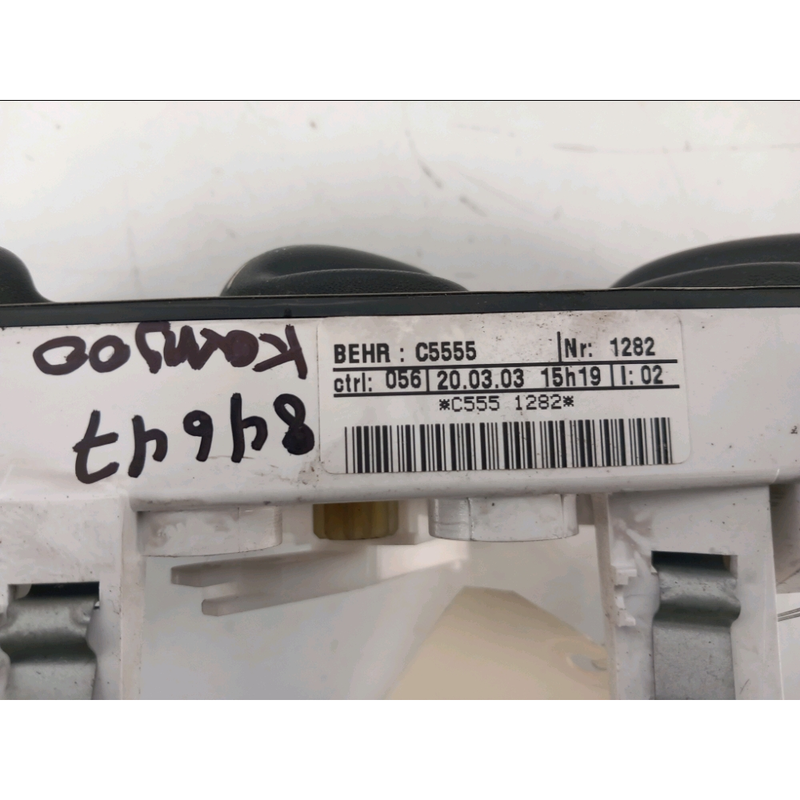 Kangoo
84647
BEHR : C5555 Nr: 1282
ctrl: 056 20.03.03 15h19 I: 02
*C555 1282*